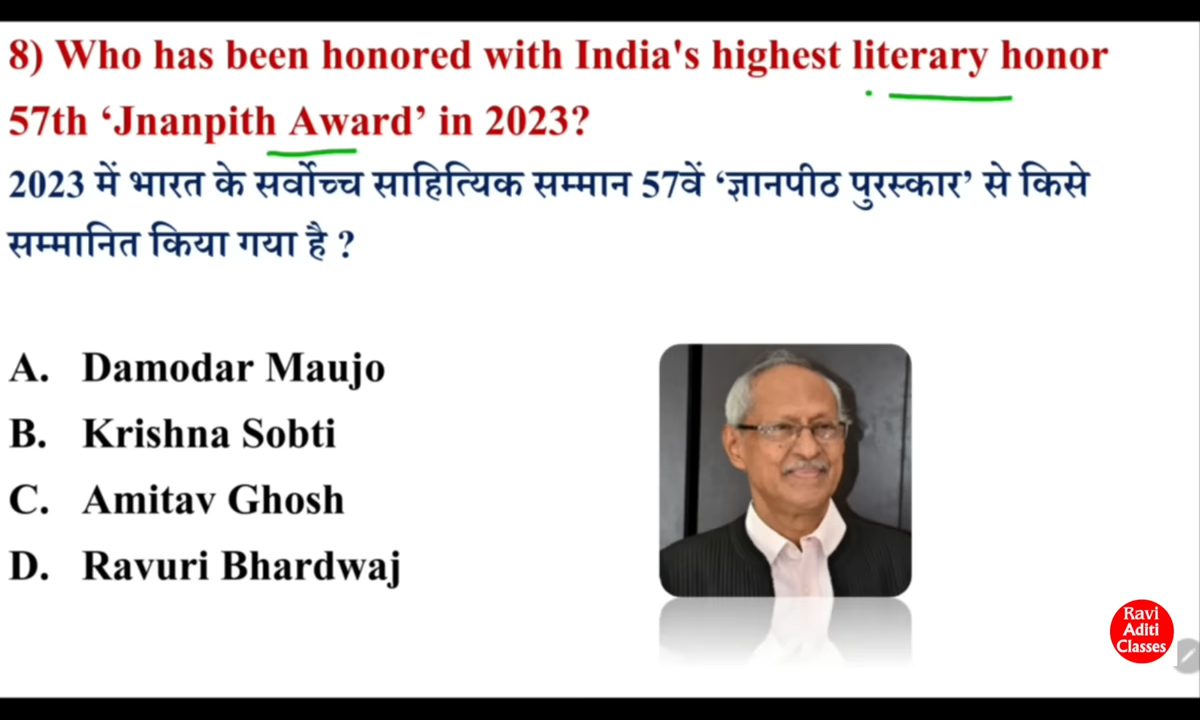 8) Who has been honored with India's highest literary honor
57th ‘Jnanpith Award’ in 2023?
2023 में भारत के सर्वोच्च साहित्यिक सम्मान 57वें ‘ज्ञानपीठ पुरस्कार’ से किसे
सम्मानित किया गया है ?
A. Damodar Maujo
B. Krishna Sobti
C. Amitav Ghosh
D. Ravuri Bhardwaj
Ravi
Aditi
Classes